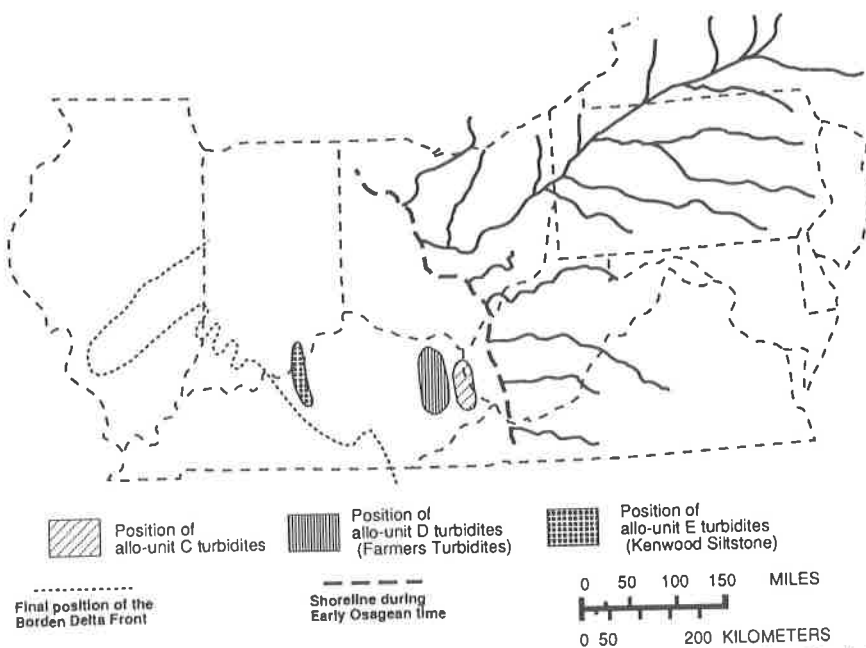 Position of
allo-unit C turbidites
Position of
allo-unit D turbidites
(Farmers Turbidites)
Position of
allo-unit E turbidites
(Kenwood Siltstone)
Final position of the
Borden Delta Front
Shoreline during
Early Osagean time
0 50 100 150 MILES
0 50 200 KILOMETERS